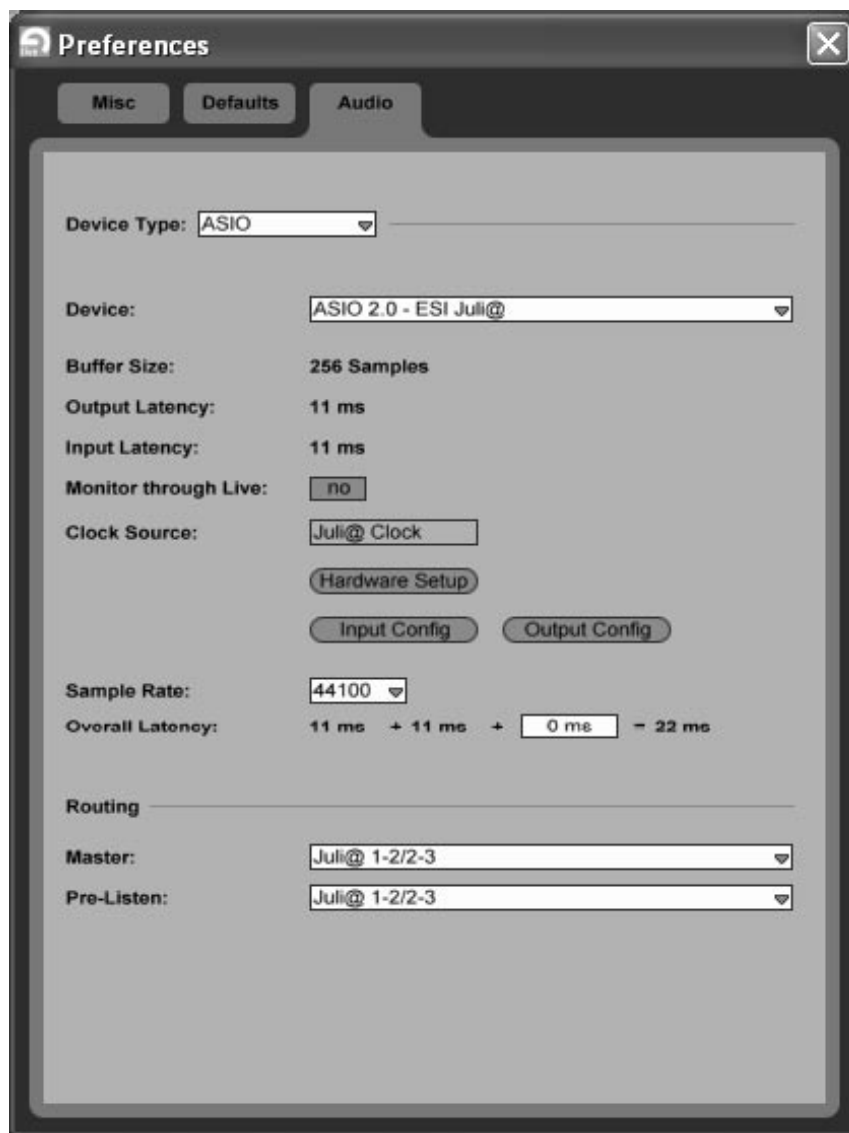 Preferences
Misc Defaults Audio
Device Type: ASIO
Device: ASIO 2.0 - ESI Juli@
Buffer Size: 256 Samples
Output Latency: 11 ms
Input Latency: 11 ms
Monitor through Live: no
Clock Source: Juli@ Clock
Hardware Setup
Input Config Output Config
Sample Rate: 44100
Overall Latency: 11 ms + 11 ms + 0 ms = 22 ms
Routing
Master: Juli@ 1-2/2-3
Pre-Listen: Juli@ 1-2/2-3